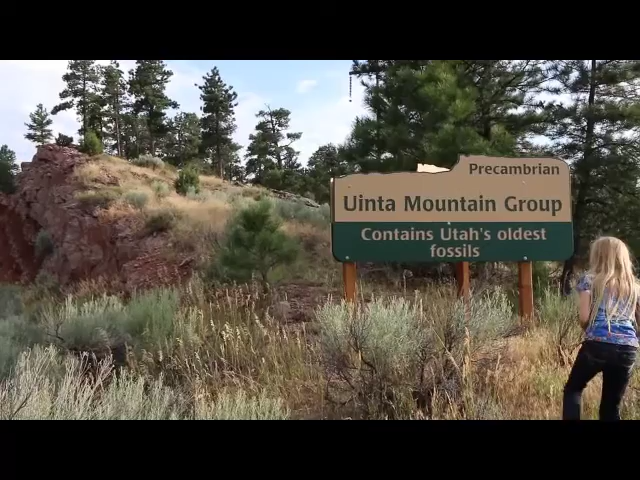 Precambrian
Uinta Mountain Group
Contains Utah's oldest
fossils